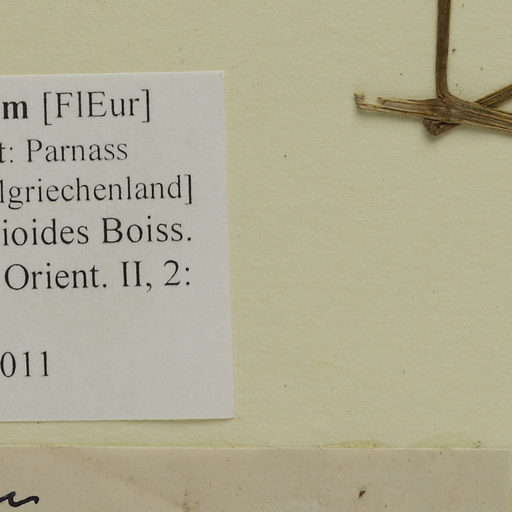 m [FlEur]
t: Parnass
lgriechenland]
ioides Boiss.
Orient. II, 2:
011